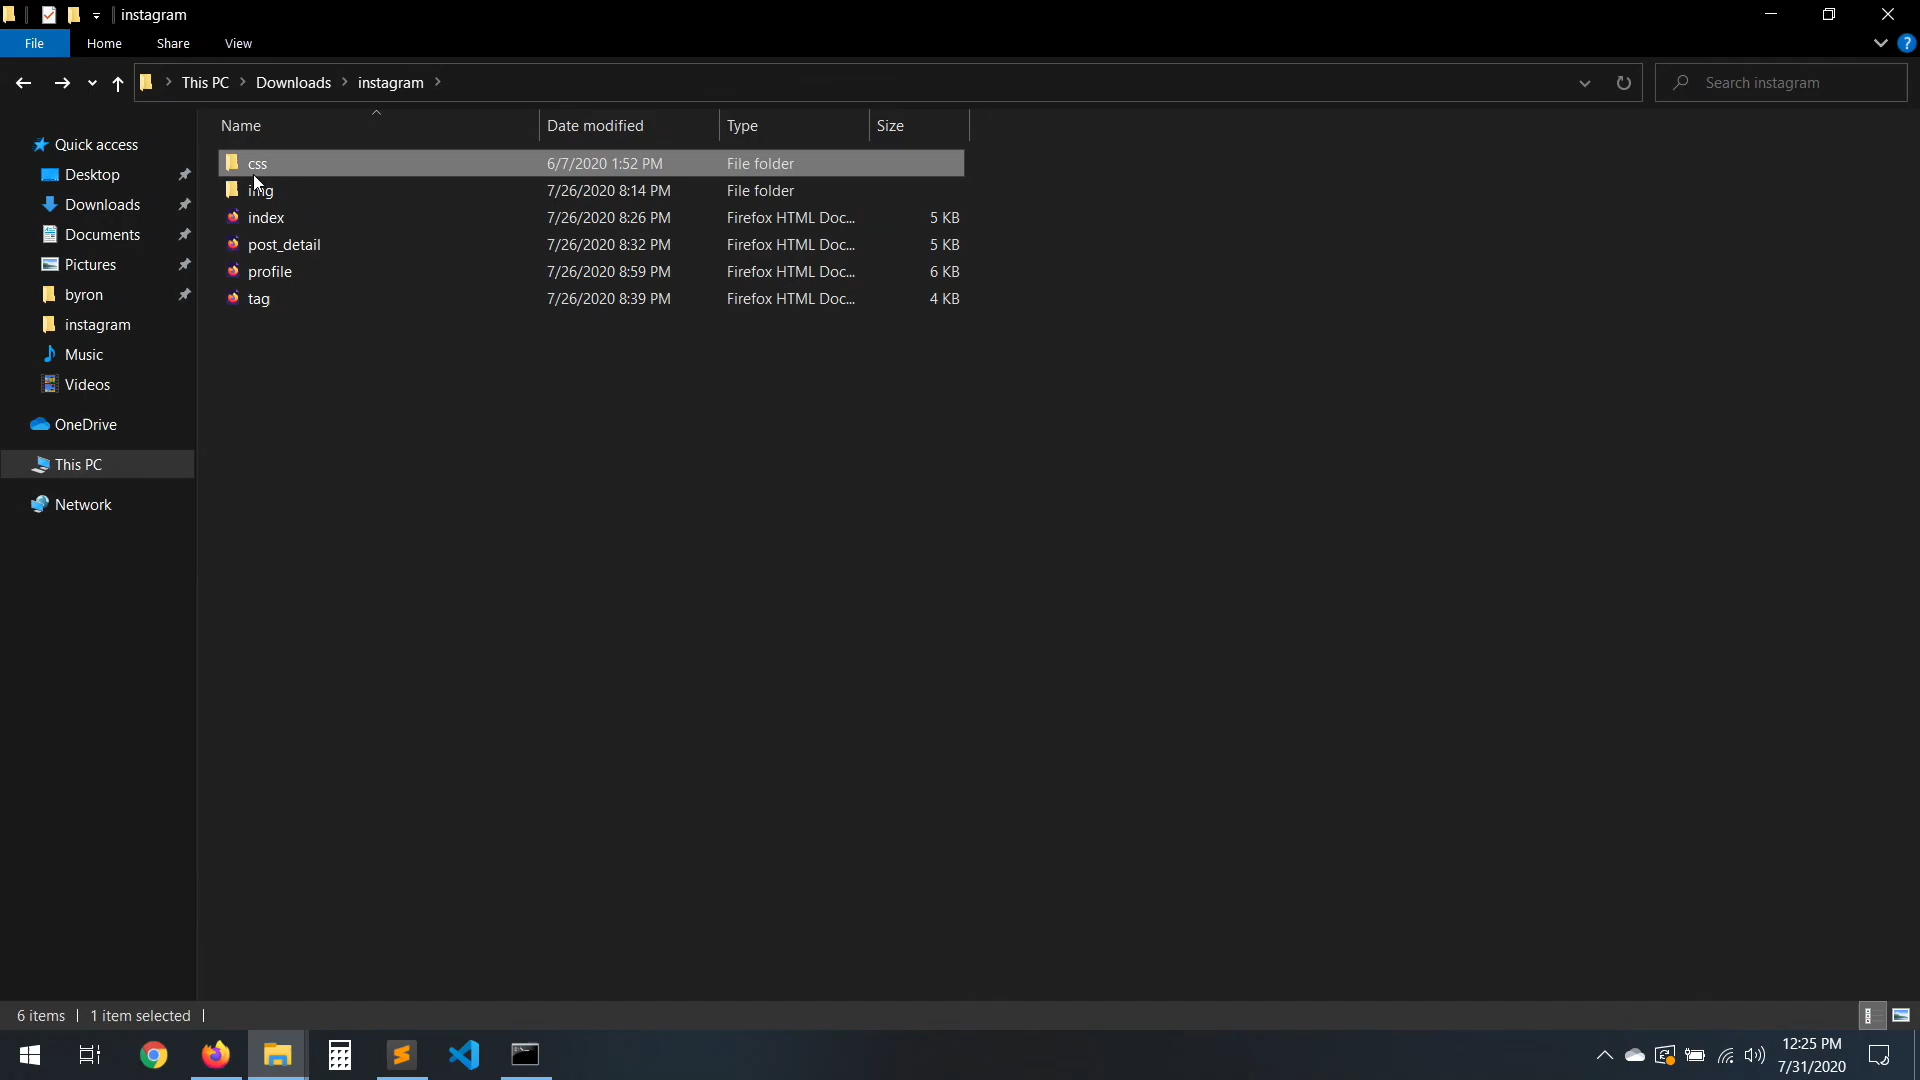 instagram
File Home Share View
This PC Downloads instagram
Search instagram
Name Date modified Type Size
Quick access
Desktop
Downloads
Documents
Pictures
byron
instagram
Music
Videos
OneDrive
This PC
Network
css 6/7/2020 1:52 PM File folder
img 7/26/2020 8:14 PM File folder
index 7/26/2020 8:26 PM Firefox HTML Doc... 5 KB
post_detail 7/26/2020 8:32 PM Firefox HTML Doc... 5 KB
profile 7/26/2020 8:59 PM Firefox HTML Doc... 6 KB
tag 7/26/2020 8:39 PM Firefox HTML Doc... 4 KB
6 items 1 item selected
12:25 PM
7/31/2020